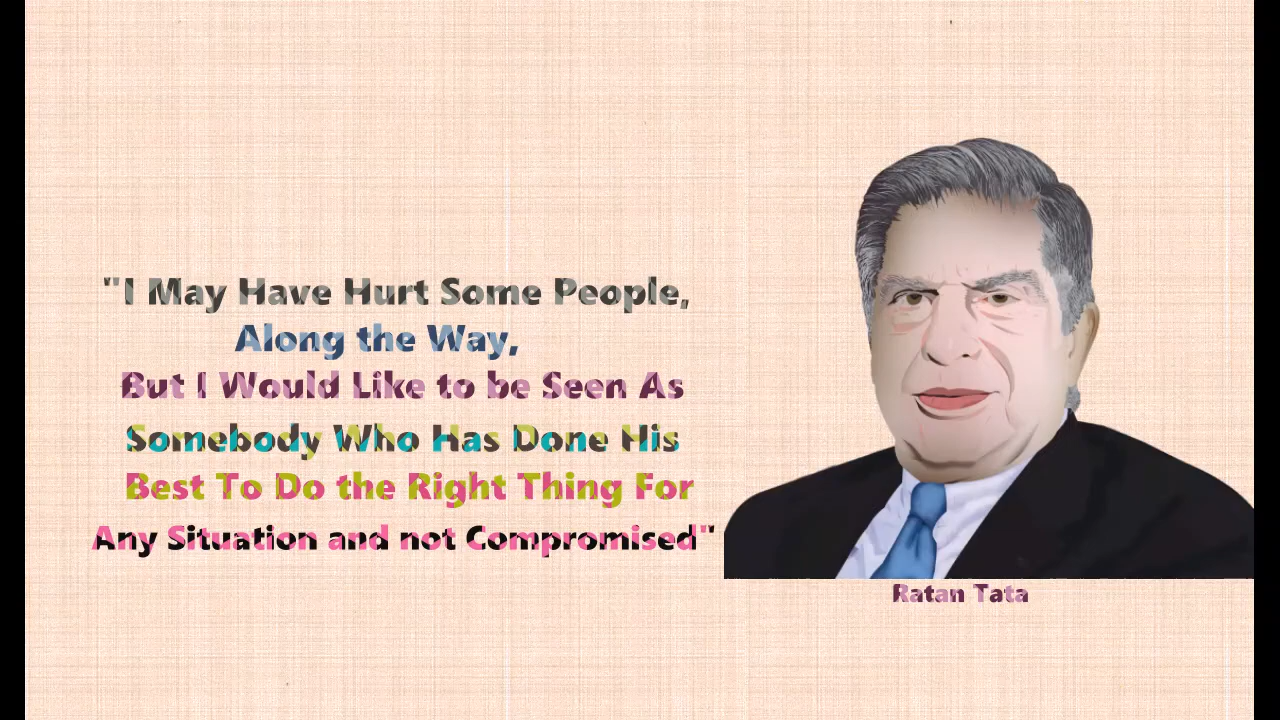 "I May Have Hurt Some People,
Along the Way,
But I Would Like to be Seen As
Somebody Who Has Done His
Best To Do the Right Thing For
Any Situation and not Compromised"
Ratan Tata